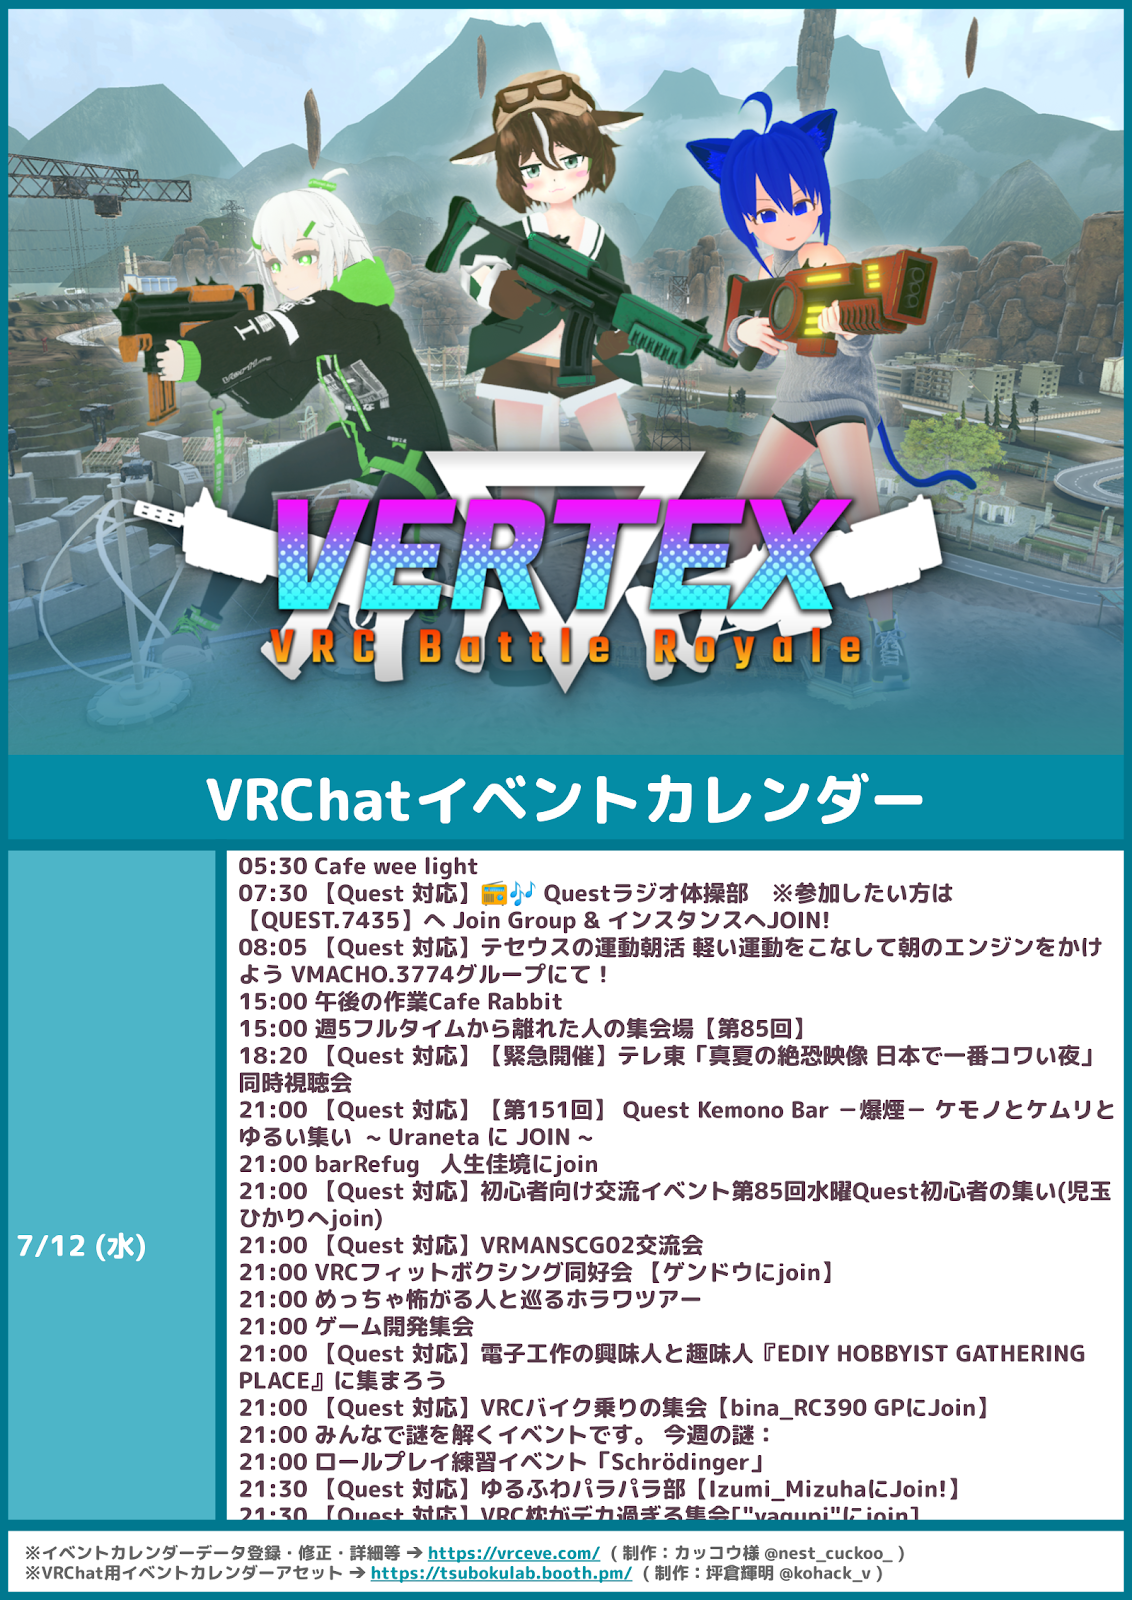 VERTEX
VRC Battle Royale
VRChatイベントカレンダー
7/12 (水)
05:30 Cafe wee light
07:30 【Quest 対応】📻🎶 Questラジオ体操部　※参加したい方は
【QUEST.7435】へ Join Group & インスタンスへJOIN!
08:05 【Quest 対応】テセウスの運動朝活 軽い運動をこなして朝のエンジンをかけ
よう VMACHO.3774グループにて！
15:00 午後の作業Cafe Rabbit
15:00 週5フルタイムから離れた人の集会場【第85回】
18:20 【Quest 対応】【緊急開催】テレ東「真夏の絶恐映像 日本で一番コワい夜」
同時視聴会
21:00 【Quest 対応】【第151回】 Quest Kemono Bar －爆煙－ ケモノとケムリと
ゆるい集い ~ Uraneta に JOIN ~
21:00 barRefug　人生佳境にjoin
21:00 【Quest 対応】初心者向け交流イベント第85回水曜Quest初心者の集い(児玉
ひかりへjoin)
21:00 【Quest 対応】VRMANSCG02交流会
21:00 VRCフィットボクシング同好会 【ゲンドウにjoin】
21:00 めっちゃ怖がる人と巡るホラワツアー
21:00 ゲーム開発集会
21:00 【Quest 対応】電子工作の興味人と趣味人『EDIY HOBBYIST GATHERING
PLACE』に集まろう
21:00 【Quest 対応】VRCバイク乗りの集会【bina_RC390 GPにJoin】
21:00 みんなで謎を解くイベントです。 今週の謎：
21:00 ロールプレイ練習イベント「Schrödinger」
21:30 【Quest 対応】ゆるふわパラパラ部【Izumi_MizuhaにJoin!】
21:30 【Quest 対応】VRC枕がデカ過ぎる集会["yagupi"にjoin]
※イベントカレンダーデータ登録・修正・詳細等 ➔ https://vrceve.com/ ( 制作：カッコウ様 @nest_cuckoo_ )
※VRChat用イベントカレンダーアセット ➔ https://tsubokulab.booth.pm/ ( 制作：坪倉輝明 @kohack_v )